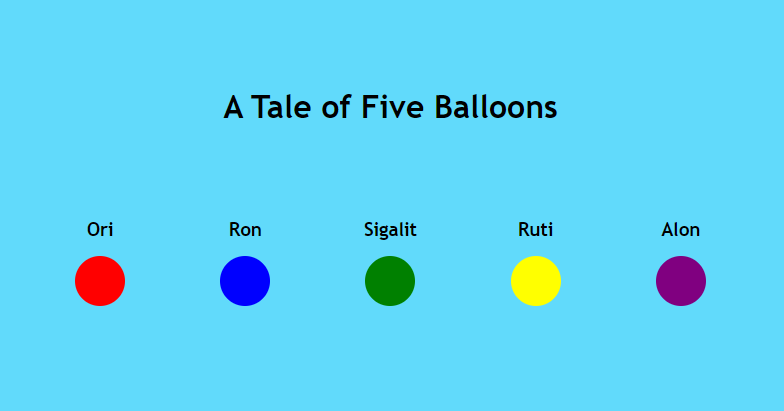 A Tale of Five Balloons
Ori Ron Sigalit Ruti Alon